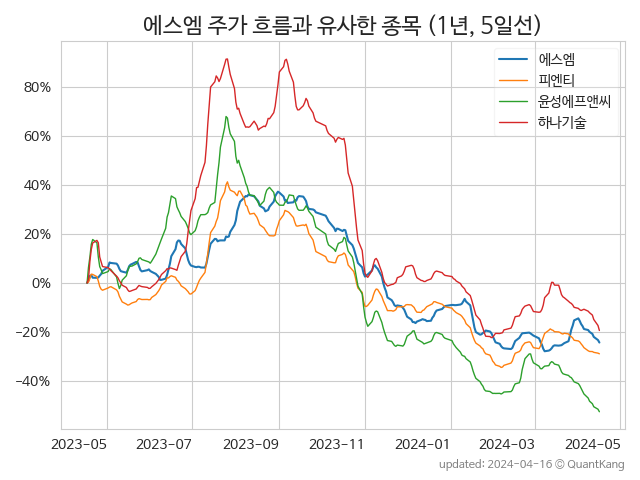 에스엠 주가 흐름과 유사한 종목 (1년, 5일선)
에스엠
피엔티
윤성에프앤씨
하나기술
80%
60%
40%
20%
0%
−20%
−40%
2023-05 2023-07 2023-09 2023-11 2024-01 2024-03 2024-05
updated: 2024-04-16 © QuantKang